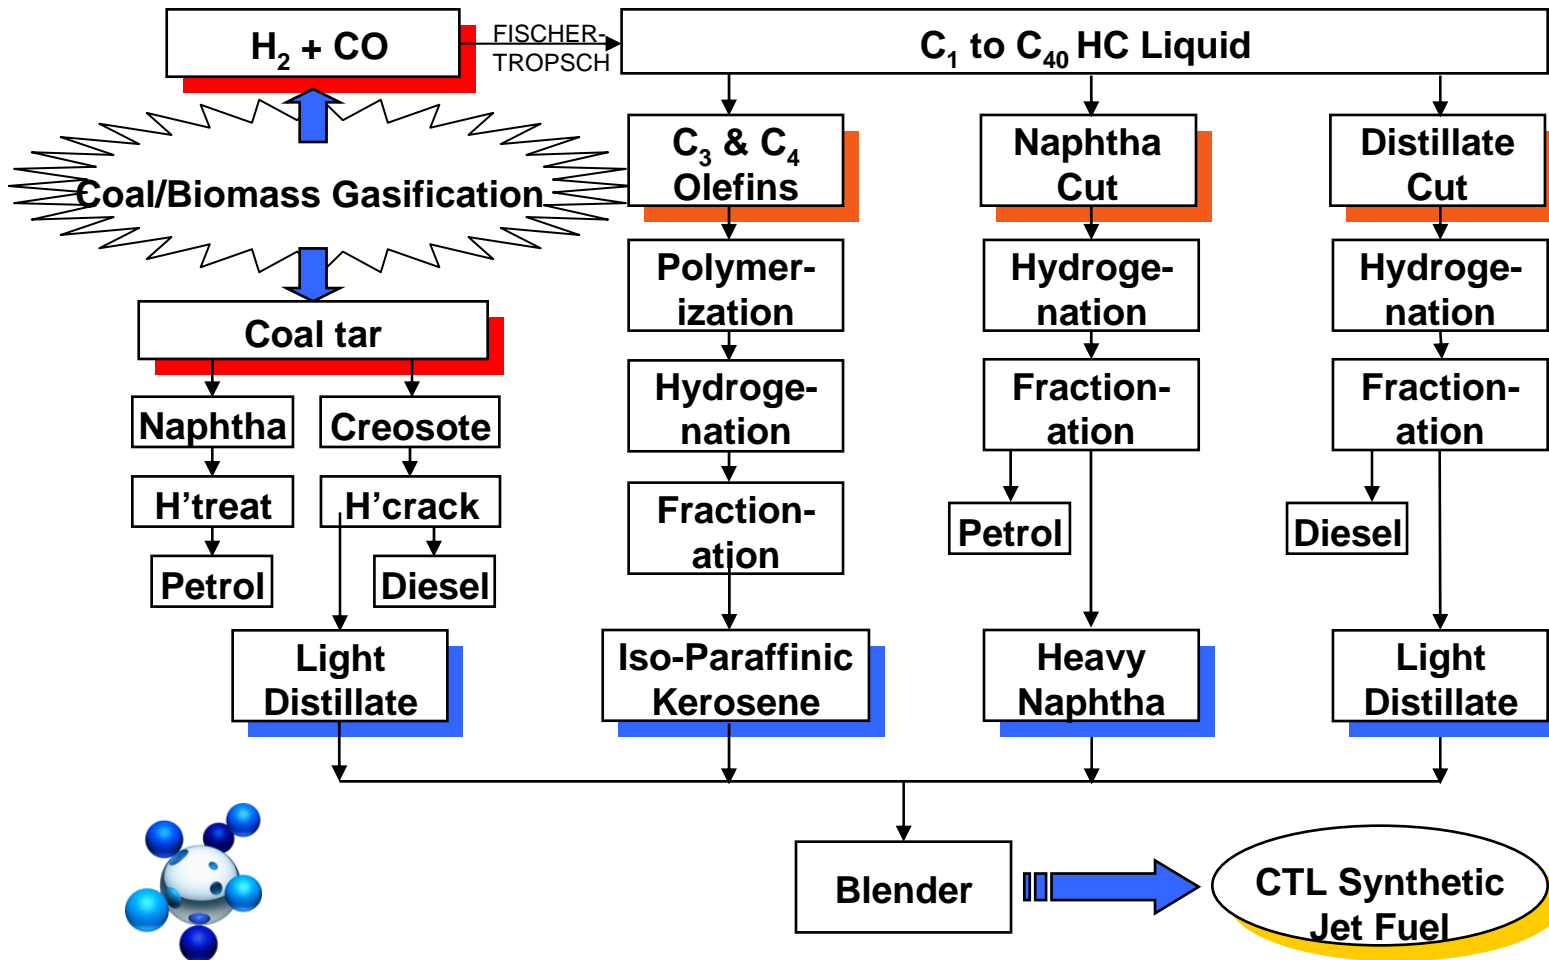 H2 + CO
FISCHER-
TROPSCH
C1 to C40 HC Liquid
Coal/Biomass Gasification
C3 & C4
Olefins
Naphtha
Cut
Distillate
Cut
Polymer-
ization
Hydroge-
nation
Hydroge-
nation
Coal tar
Hydroge-
nation
Fraction-
ation
Fraction-
ation
Naphtha
Creosote
H’treat
H’crack
Fraction-
ation
Petrol
Diesel
Petrol
Diesel
Light
Distillate
Iso-Paraffinic
Kerosene
Heavy
Naphtha
Light
Distillate
Blender
CTL Synthetic
Jet Fuel